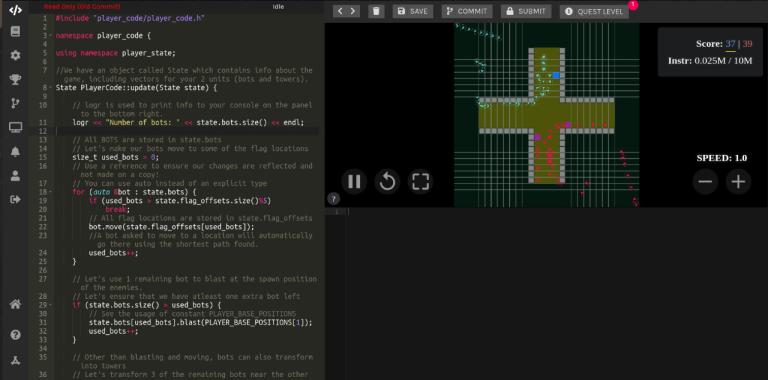 Read Only (Old Commit)
Idle
SAVE
COMMIT
SUBMIT
QUEST LEVEL
1
1 #include "player_code/player_code.h"
2
3 namespace player_code {
4
5 using namespace player_state;
6
7 //We have an object called State which contains info about the
game, including vectors for your 2 units (bots and towers).
8 State PlayerCode::update(State state) {
9
10 // logr is used to print info to your console on the panel
to the bottom right.
11 logr << "Number of bots: " << state.bots.size() << endl;
12
13 // All BOTS are stored in state.bots
14 // Let's make our bots move to some of the flag locations
15 size_t used_bots = 0;
16 // Use a reference to ensure our changes are reflected and
not made on a copy!
17 // You can use auto instead of an explicit type
18 for (auto &bot : state.bots) {
19 if (used_bots > state.flag_offsets.size()%5)
20 break;
21 // All flag locations are stored in state.flag_offsets
22 bot.move(state.flag_offsets[used_bots]);
23 //A bot asked to move to a location will automatically
go there using the shortest path found.
24 used_bots++;
25 }
26
27 // Let's use 1 remaining bot to blast at the spawn position
of the enemies.
28 // Let's ensure that we have atleast one extra bot left
29 if (state.bots.size() > used_bots) {
30 // See the usage of constant PLAYER_BASE_POSITIONS
31 state.bots[used_bots].blast(PLAYER_BASE_POSITIONS[1]);
32 used_bots++;
33 }
34
35 // Other than blasting and moving, bots can also transform
into towers
36 // Let's transform 3 of the remaining bots near the other
Score: 37 | 39
Instr: 0.025M / 10M
SPEED: 1.0
?
1